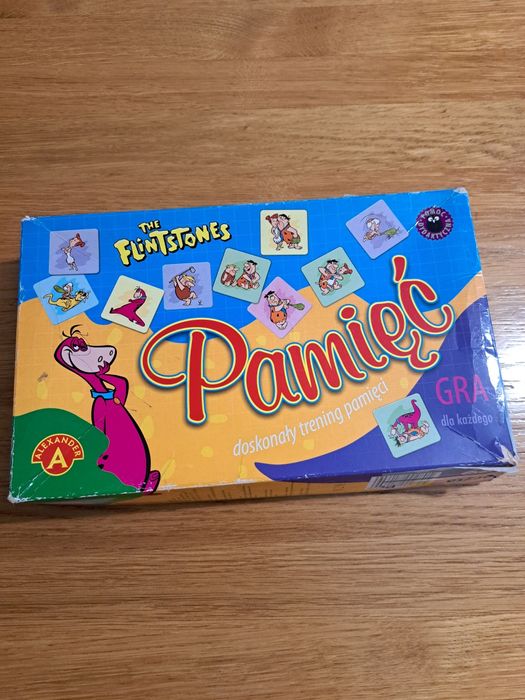 THE
FLINTSTONES
Pamięć
doskonały trening pamięci
GRA
dla każdego
ALEXANDER
A